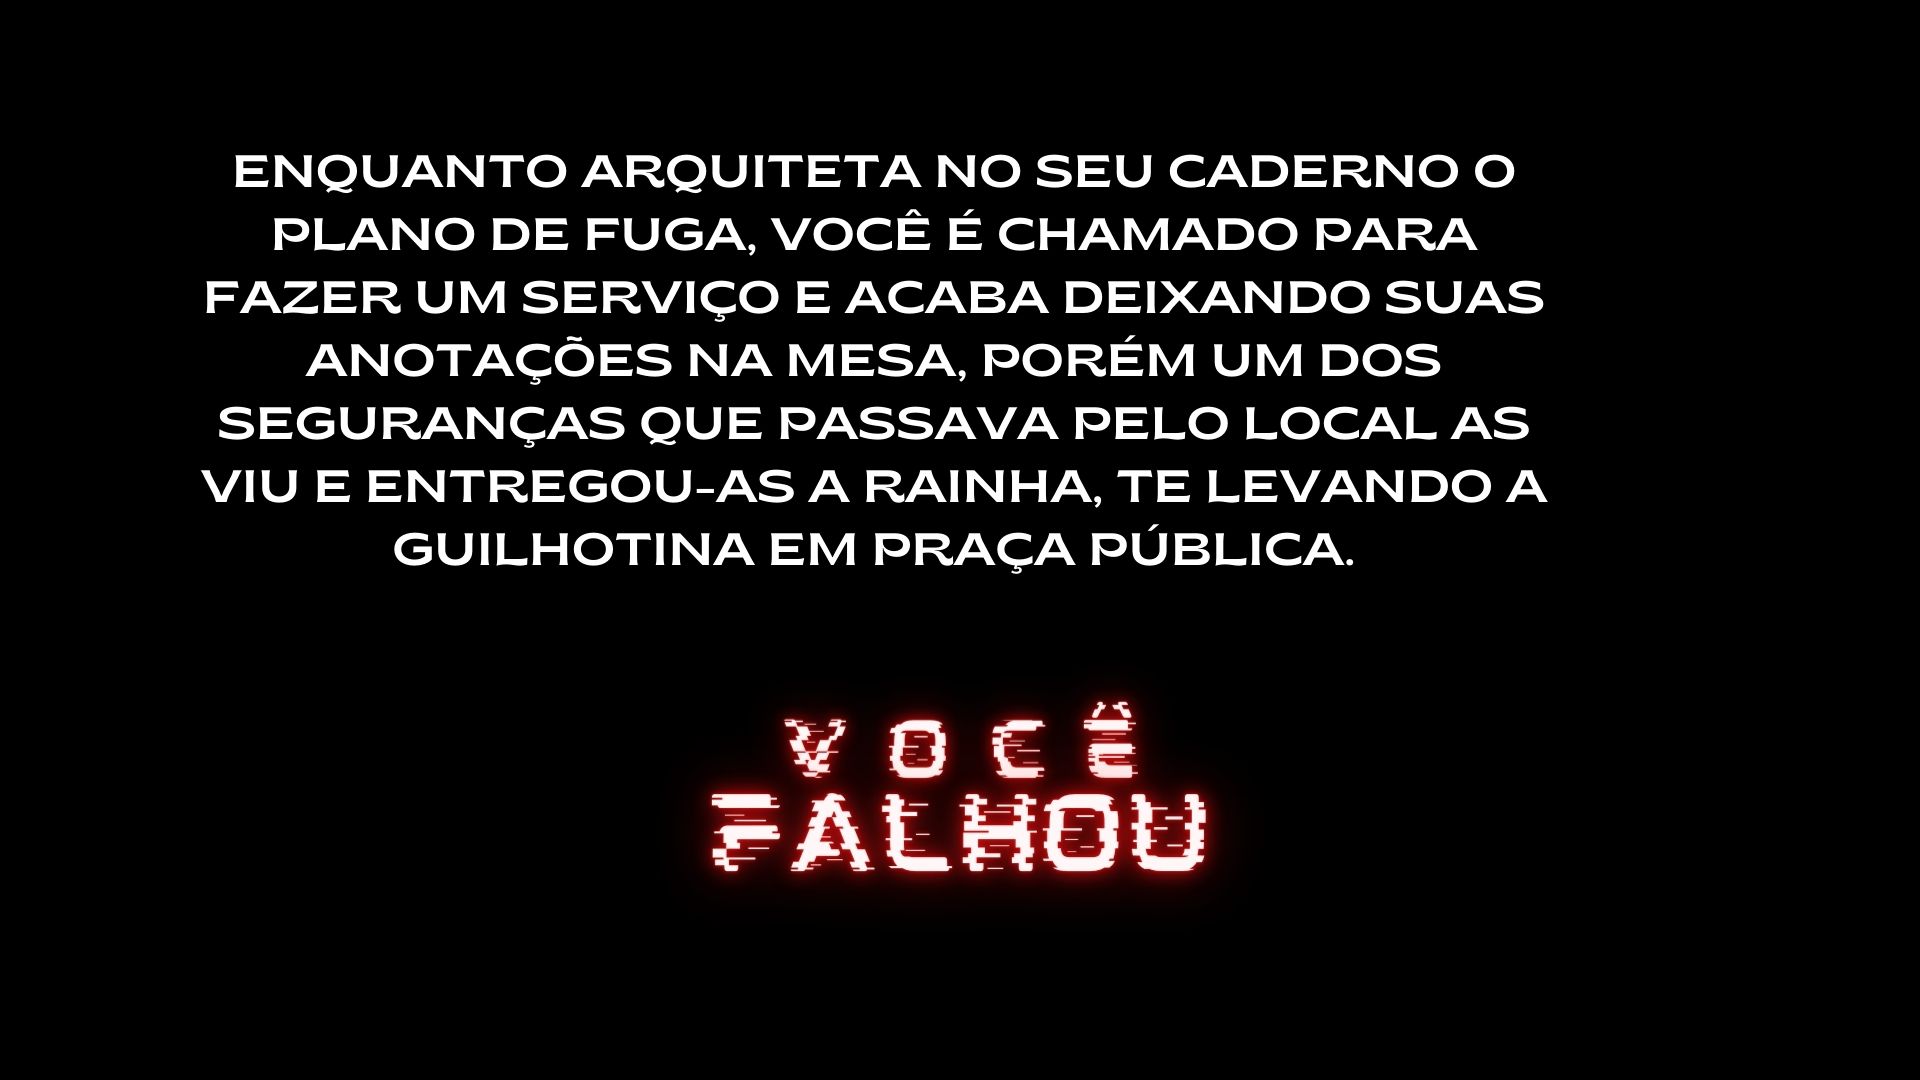 ENQUANTO ARQUITETA NO SEU CADERNO O
PLANO DE FUGA, VOCÊ É CHAMADO PARA
FAZER UM SERVIÇO E ACABA DEIXANDO SUAS
ANOTAÇÕES NA MESA, PORÉM UM DOS
SEGURANÇAS QUE PASSAVA PELO LOCAL AS
VIU E ENTREGOU-AS A RAINHA, TE LEVANDO A
GUILHOTINA EM PRAÇA PÚBLICA.
VOCÊ
FALHOU